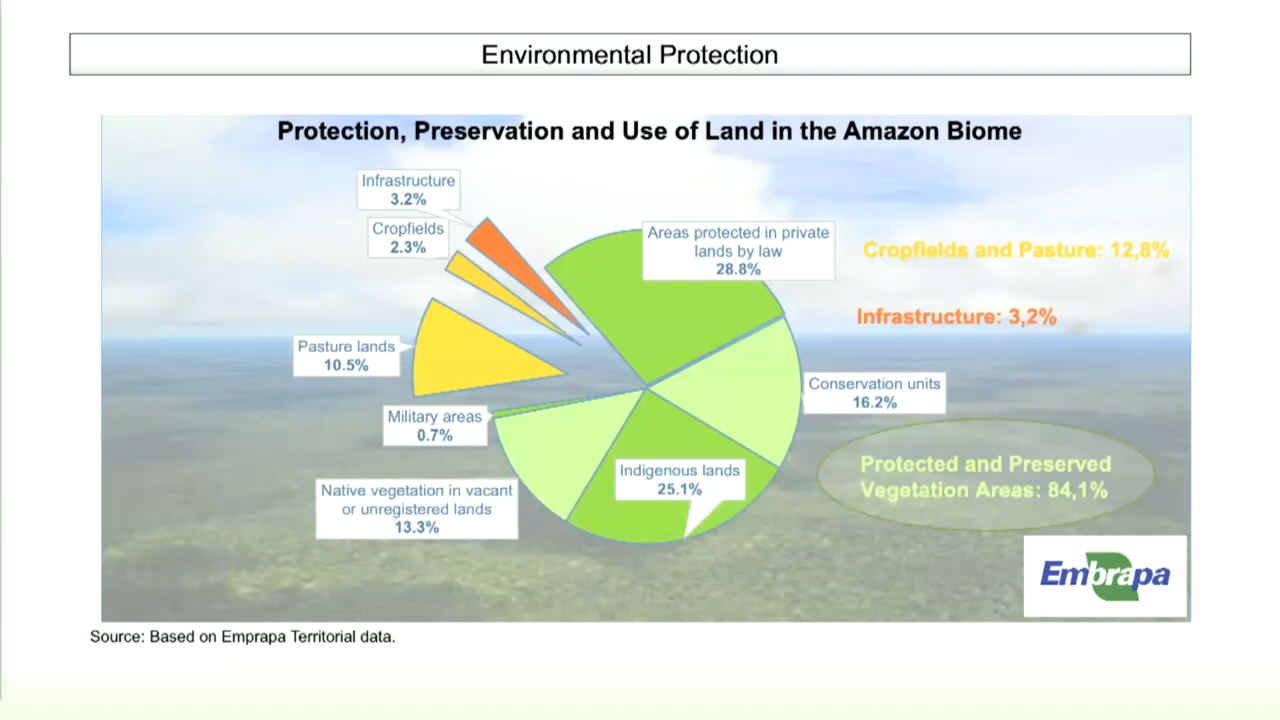 Environmental Protection
Protection, Preservation and Use of Land in the Amazon Biome
Infrastructure
3.2%
Cropfields
2.3%
Areas protected in private
lands by law
28.8%
Cropfields and Pasture: 12,8%
Infrastructure: 3,2%
Pasture lands
10.5%
Conservation units
16.2%
Military areas
0.7%
Indigenous lands
25.1%
Protected and Preserved
Vegetation Areas: 84,1%
Native vegetation in vacant
or unregistered lands
13.3%
Embrapa
Source: Based on Emprapa Territorial data.